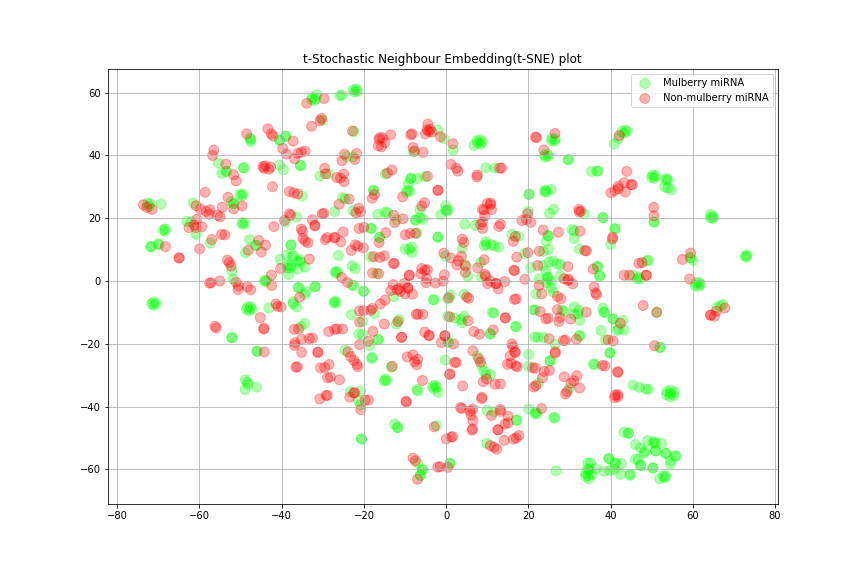 t-Stochastic Neighbour Embedding(t-SNE) plot
Mulberry miRNA
Non-mulberry miRNA
60
40
20
0
−20
−40
−60
−80 −60 −40 −20 0 20 40 60 80